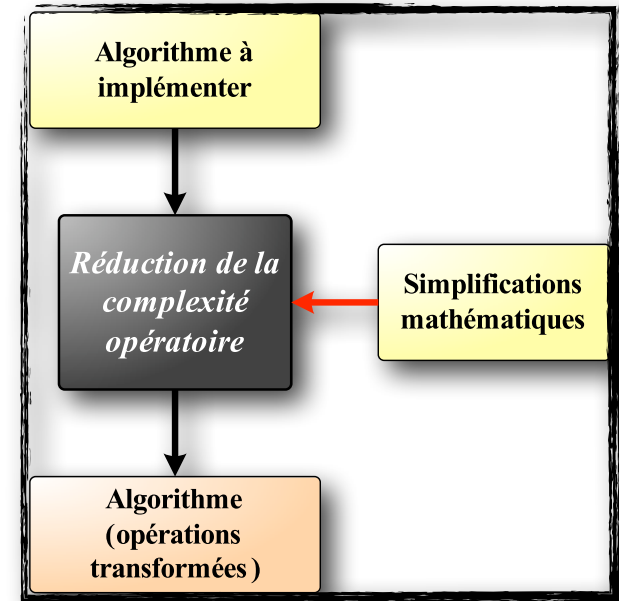 Algorithme à
implémenter
Réduction de la
complexité
opératoire
Simplifications
mathématiques
Algorithme
(opérations
transformées)